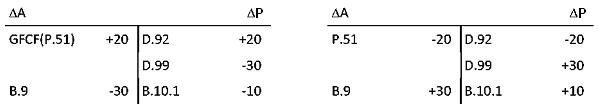 ΔA ΔP
GFCF(P.51) +20 D.92 +20
D.99 -30
B.9 -30 B.10.1 -10
ΔA ΔP
P.51 -20 D.92 -20
D.99 +30
B.9 +30 B.10.1 +10